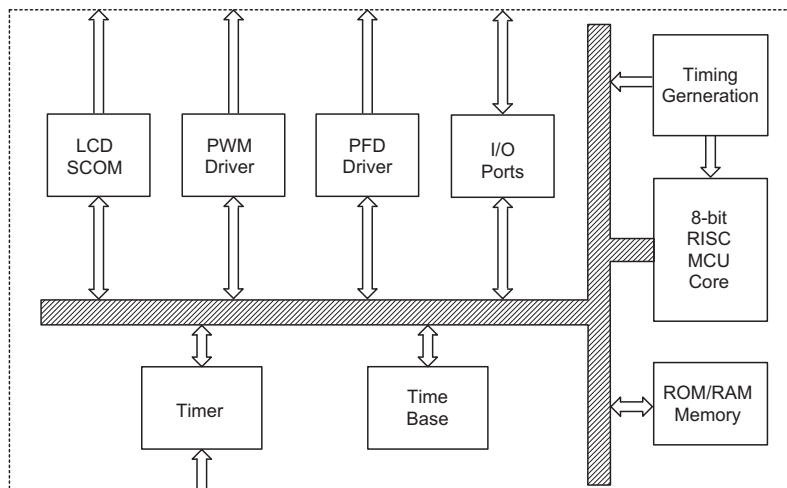 LCD
SCOM
PWM
Driver
PFD
Driver
I/O
Ports
Timing
Gerneration
8-bit
RISC
MCU
Core
Timer
Time
Base
ROM/RAM
Memory